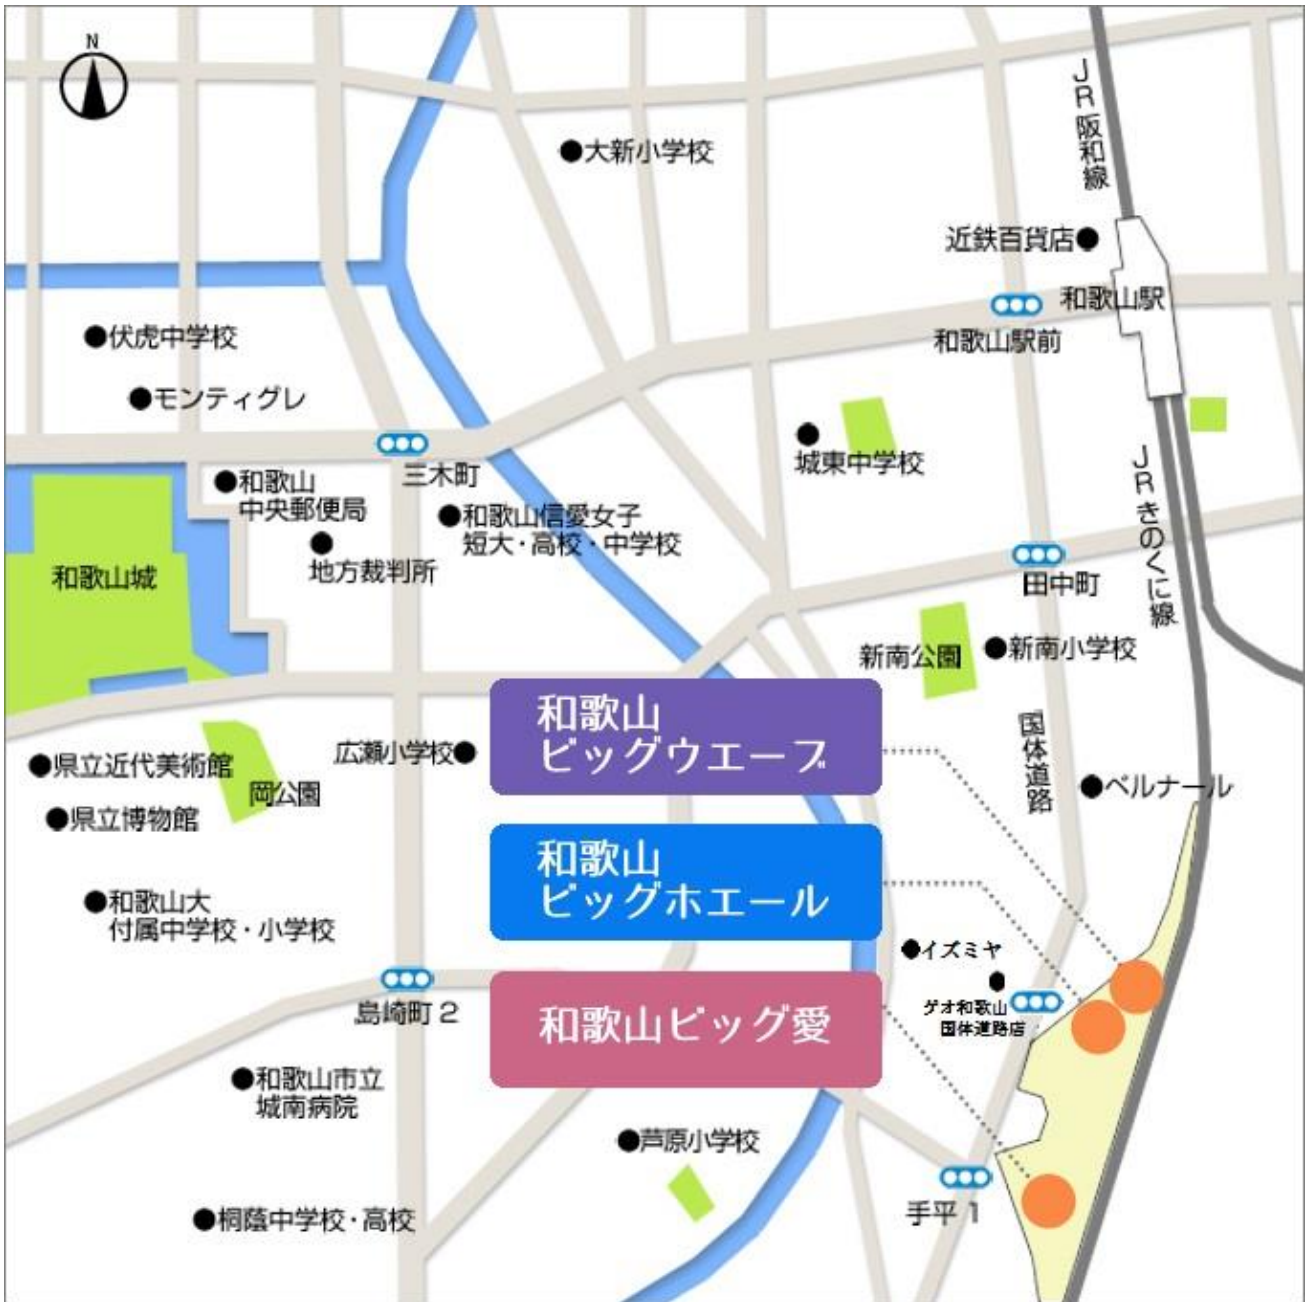 N
JR阪和線
大新小学校
近鉄百貨店
和歌山駅
和歌山駅前
伏虎中学校
モンティグレ
三木町
和歌山
中央郵便局
城東中学校
JRきのくに線
和歌山信愛女子
短大・高校・中学校
地方裁判所
和歌山城
田中町
新南公園
新南小学校
国体道路
和歌山
ビッグウエーブ
広瀬小学校
県立近代美術館
岡公園
県立博物館
ベルナール
和歌山
ビッグホエール
和歌山大
付属中学校・小学校
イズミヤ
島崎町2
ゲオ和歌山
国体道路店
和歌山ビッグ愛
和歌山市立
城南病院
芦原小学校
桐蔭中学校・高校
手平1